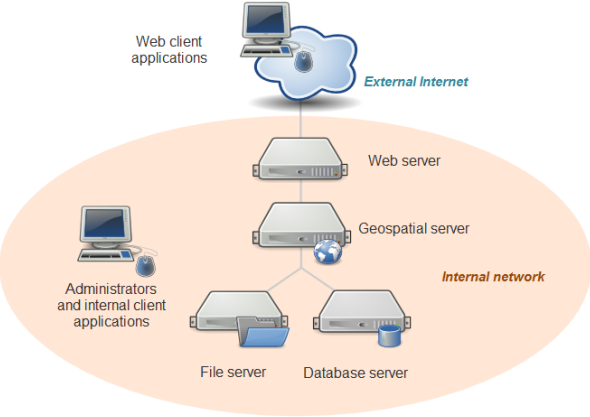 Web client
applications
External Internet
Web server
Geospatial server
Internal network
Administrators
and internal client
applications
File server
Database server